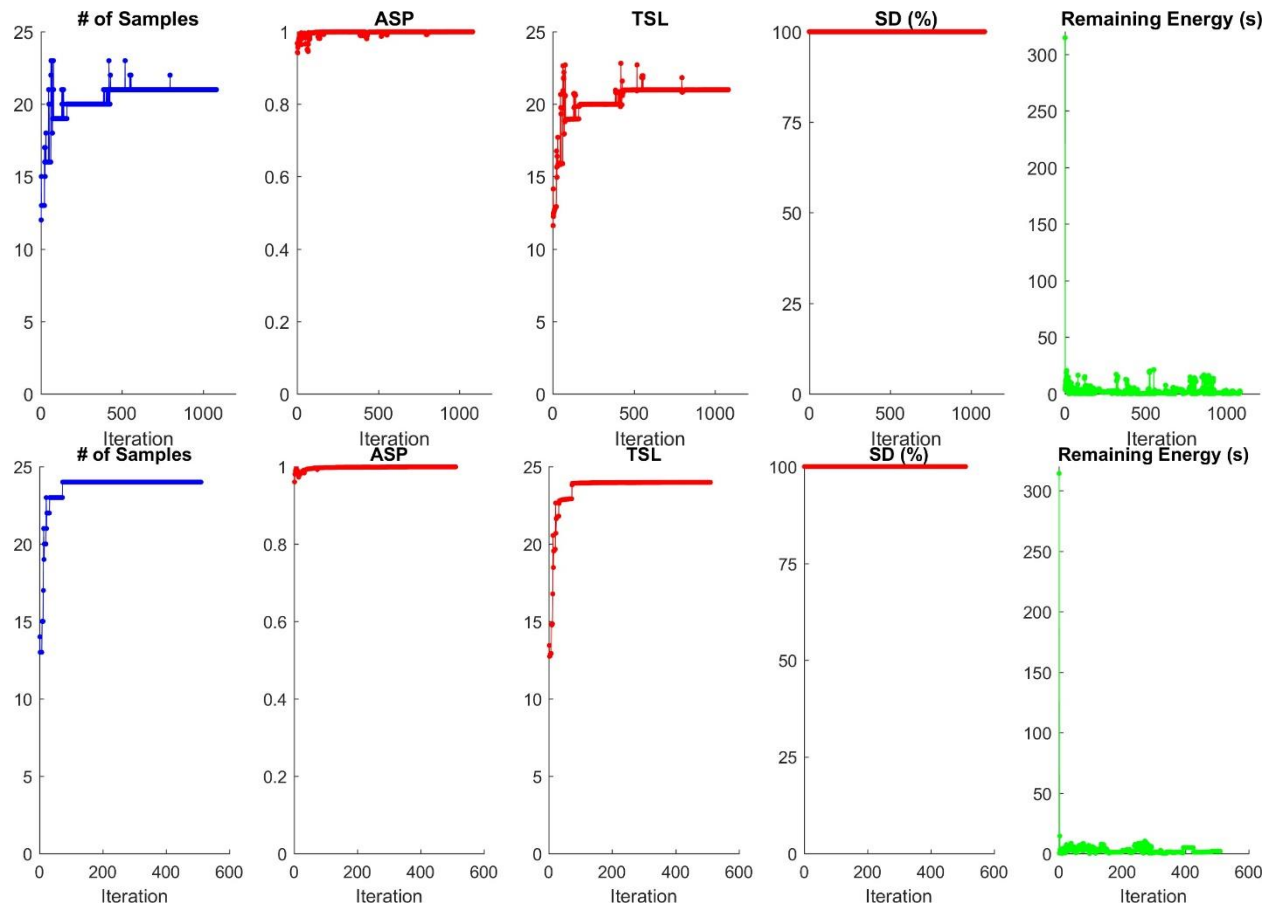 # of Samples ASP TSL SD (%) Remaining Energy (s)
25 1 25 100 300
20 0.8 20 75 250
15 0.6 15 50 200
10 0.4 10 25 150
5 0.2 5 0 100
0 0 0 50
0
0 500 1000 0 500 1000 0 500 1000 0 500 1000 0 500 1000
Iteration Iteration Iteration Iteration Iteration
# of Samples ASP TSL SD (%) Remaining Energy (s)
25 1 25 100 300
20 0.8 20 75 250
15 0.6 15 50 200
10 0.4 10 25 150
5 0.2 5 0 100
0 0 0 50
0
0 200 400 600 0 200 400 600 0 200 400 600 0 200 400 600 0 200 400 600
Iteration Iteration Iteration Iteration Iteration